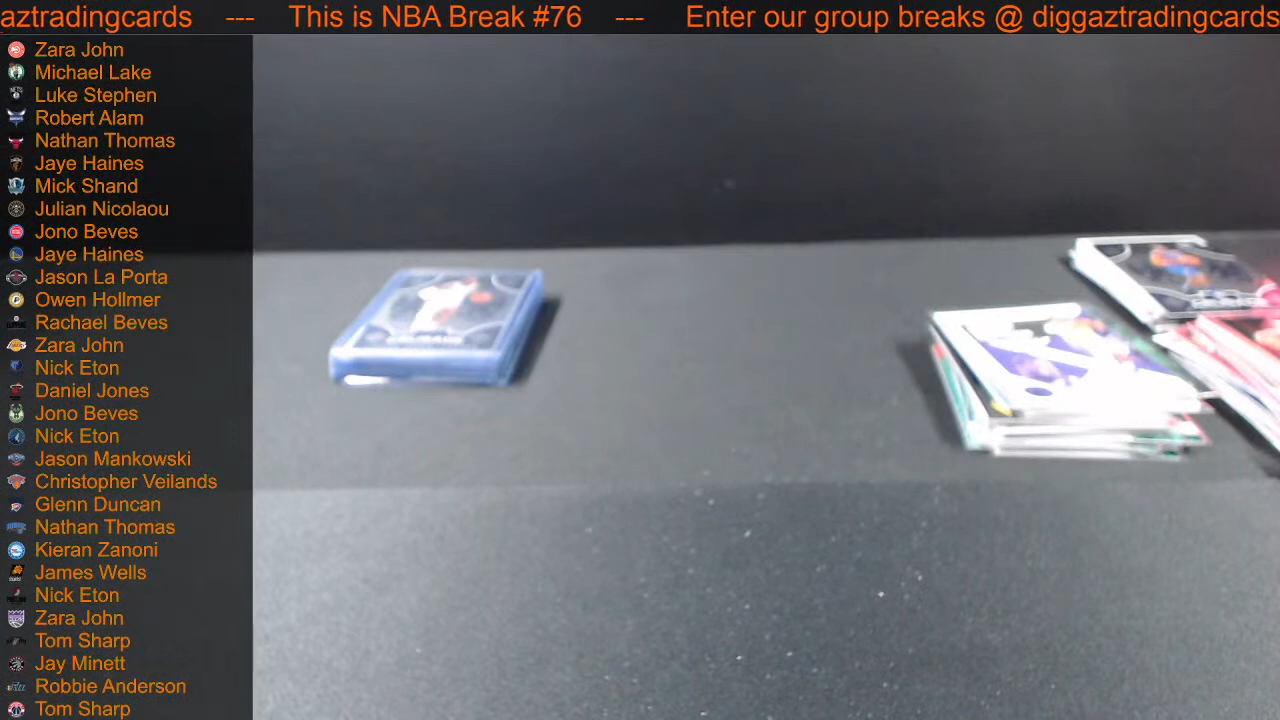 aztradingcards --- This is NBA Break #76 --- Enter our group breaks @ diggaztradingcards
Zara John
Michael Lake
Luke Stephen
Robert Alam
Nathan Thomas
Jaye Haines
Mick Shand
Julian Nicolaou
Jono Beves
Jaye Haines
Jason La Porta
Owen Hollmer
Rachael Beves
Zara John
Nick Eton
Daniel Jones
Jono Beves
Nick Eton
Jason Mankowski
Christopher Veilands
Glenn Duncan
Nathan Thomas
Kieran Zanoni
James Wells
Nick Eton
Zara John
Tom Sharp
Jay Minett
Robbie Anderson
Tom Sharp